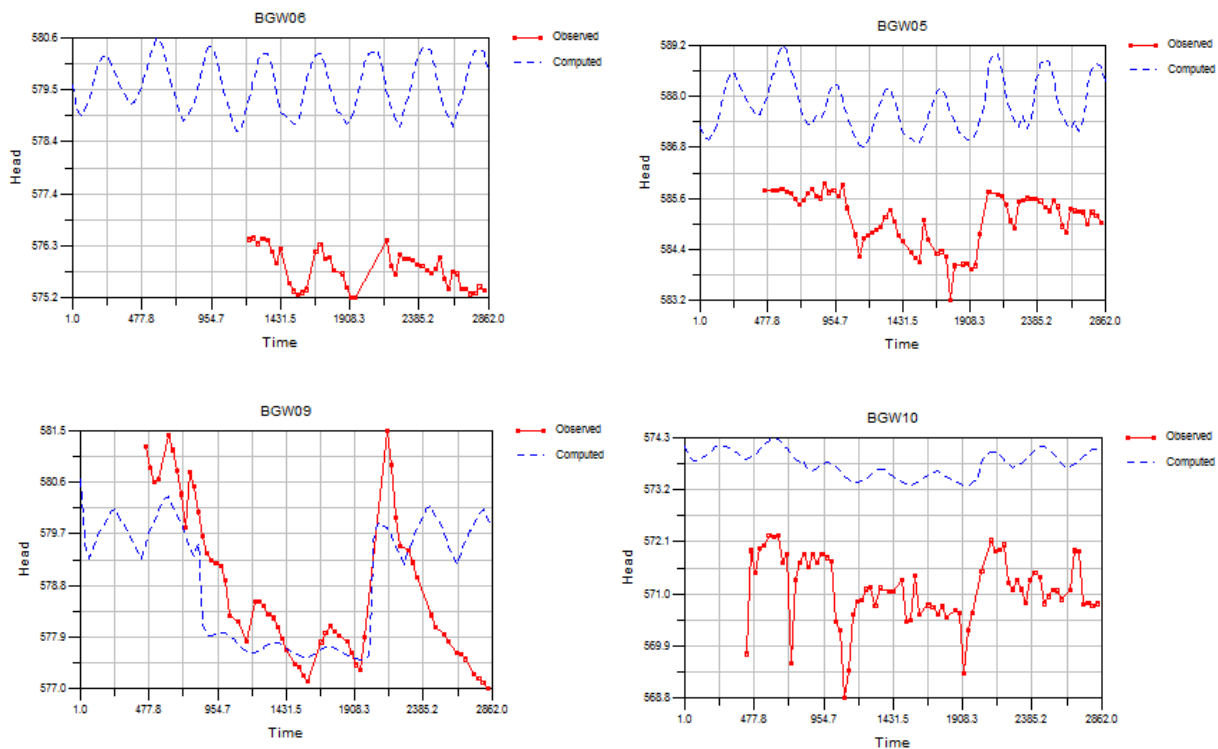 BGW06
580.6
579.5
578.4
577.4
576.3
575.2
Head
1.0 477.8 954.7 1431.5 1908.3 2385.2 2862.0
Time
Observed
Computed
BGW05
589.2
588.0
586.8
585.6
584.4
583.2
Head
1.0 477.8 954.7 1431.5 1908.3 2385.2 2862.0
Time
Observed
Computed
BGW09
581.5
580.6
579.7
578.8
577.9
577.0
Head
1.0 477.8 954.7 1431.5 1908.3 2385.2 2862.0
Time
Observed
Computed
BGW10
574.3
573.2
572.1
571.0
569.9
568.8
Head
1.0 477.8 954.7 1431.5 1908.3 2385.2 2862.0
Time
Observed
Computed